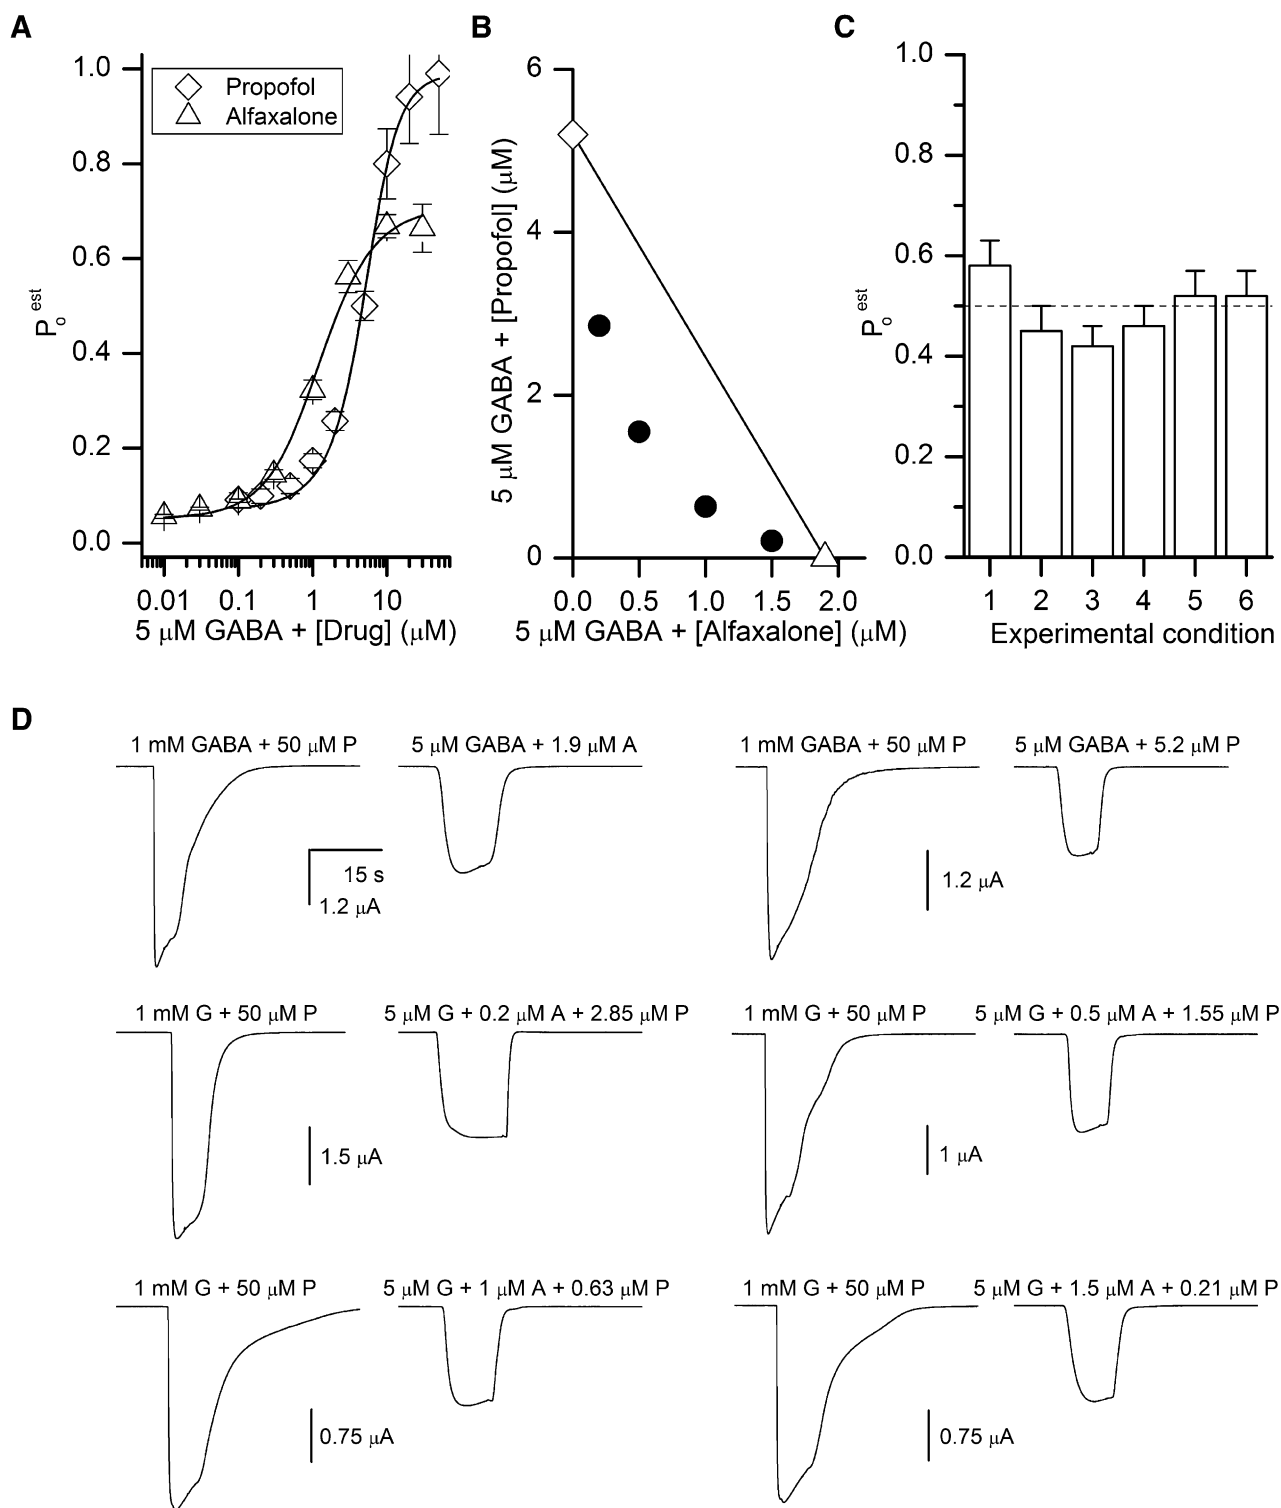 A
B
C
1.0
0.8
0.6
0.4
0.2
0.0
Propofol
Alfaxalone
P_o^est
0.01 0.1 1 10
5 μM GABA + [Drug] (μM)
6
4
2
0
5 μM GABA + [Propofol] (μM)
0.0 0.5 1.0 1.5 2.0
5 μM GABA + [Alfaxalone] (μM)
1.0
0.8
0.6
0.4
0.2
0.0
P_o^est
1 2 3 4 5 6
Experimental condition
D
1 mM GABA + 50 μM P
5 μM GABA + 1.9 μM A
1 mM GABA + 50 μM P
5 μM GABA + 5.2 μM P
15 s
1.2 μA
1.2 μA
1 mM G + 50 μM P
5 μM G + 0.2 μM A + 2.85 μM P
1 mM G + 50 μM P
5 μM G + 0.5 μM A + 1.55 μM P
1.5 μA
1 μA
1 mM G + 50 μM P
5 μM G + 1 μM A + 0.63 μM P
1 mM G + 50 μM P
5 μM G + 1.5 μM A + 0.21 μM P
0.75 μA
0.75 μA